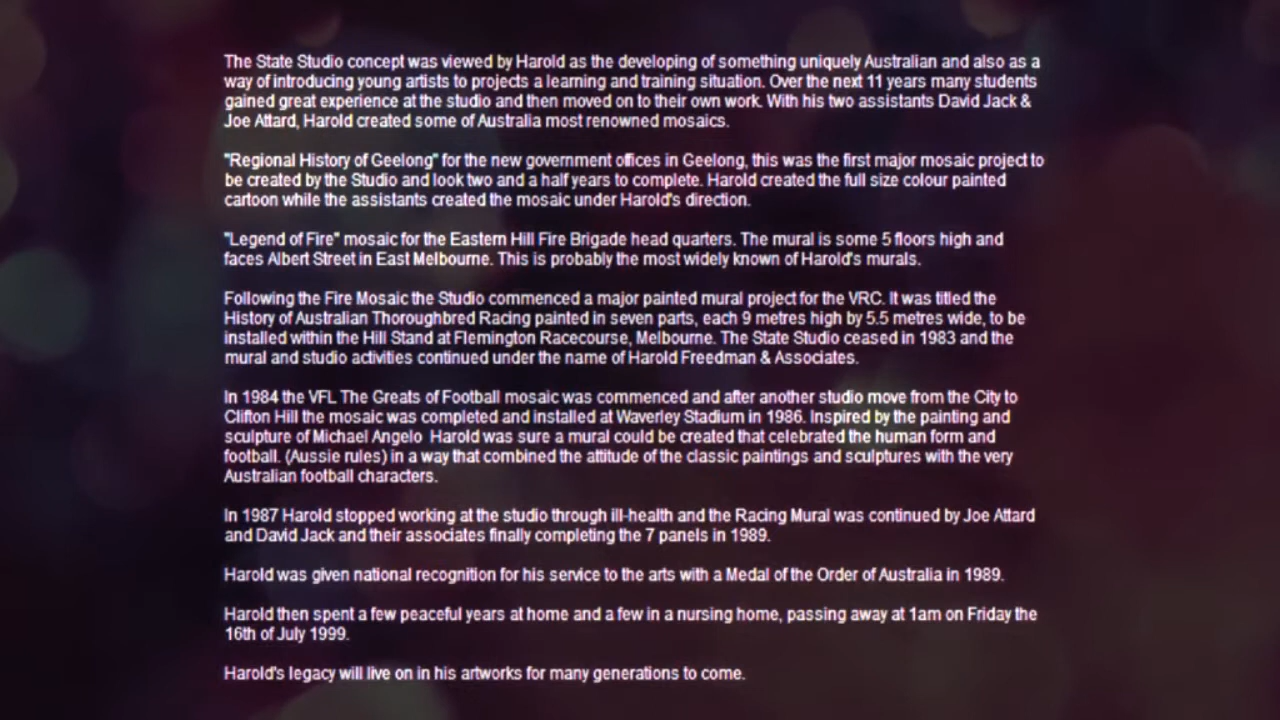 The State Studio concept was viewed by Harold as the developing of something uniquely Australian and also as a
way of introducing young artists to projects a learning and training situation. Over the next 11 years many students
gained great experience at the studio and then moved on to their own work. With his two assistants David Jack &
Joe Attard, Harold created some of Australia most renowned mosaics.
"Regional History of Geelong" for the new government offices in Geelong, this was the first major mosaic project to
be created by the Studio and look two and a half years to complete. Harold created the full size colour painted
cartoon while the assistants created the mosaic under Harold's direction.
"Legend of Fire" mosaic for the Eastern Hill Fire Brigade head quarters. The mural is some 5 floors high and
faces Albert Street in East Melbourne. This is probably the most widely known of Harold's murals.
Following the Fire Mosaic the Studio commenced a major painted mural project for the VRC. It was titled the
History of Australian Thoroughbred Racing painted in seven parts, each 9 metres high by 5.5 metres wide, to be
installed within the Hill Stand at Flemington Racecourse, Melbourne. The State Studio ceased in 1983 and the
mural and studio activities continued under the name of Harold Freedman & Associates.
In 1984 the VFL The Greats of Football mosaic was commenced and after another studio move from the City to
Clifton Hill the mosaic was completed and installed at Waverley Stadium in 1986. Inspired by the painting and
sculpture of Michael Angelo  Harold was sure a mural could be created that celebrated the human form and
football. (Aussie rules) in a way that combined the attitude of the classic paintings and sculptures with the very
Australian football characters.
In 1987 Harold stopped working at the studio through ill-health and the Racing Mural was continued by Joe Attard
and David Jack and their associates finally completing the 7 panels in 1989.
Harold was given national recognition for his service to the arts with a Medal of the Order of Australia in 1989.
Harold then spent a few peaceful years at home and a few in a nursing home, passing away at 1am on Friday the
16th of July 1999.
Harold's legacy will live on in his artworks for many generations to come.